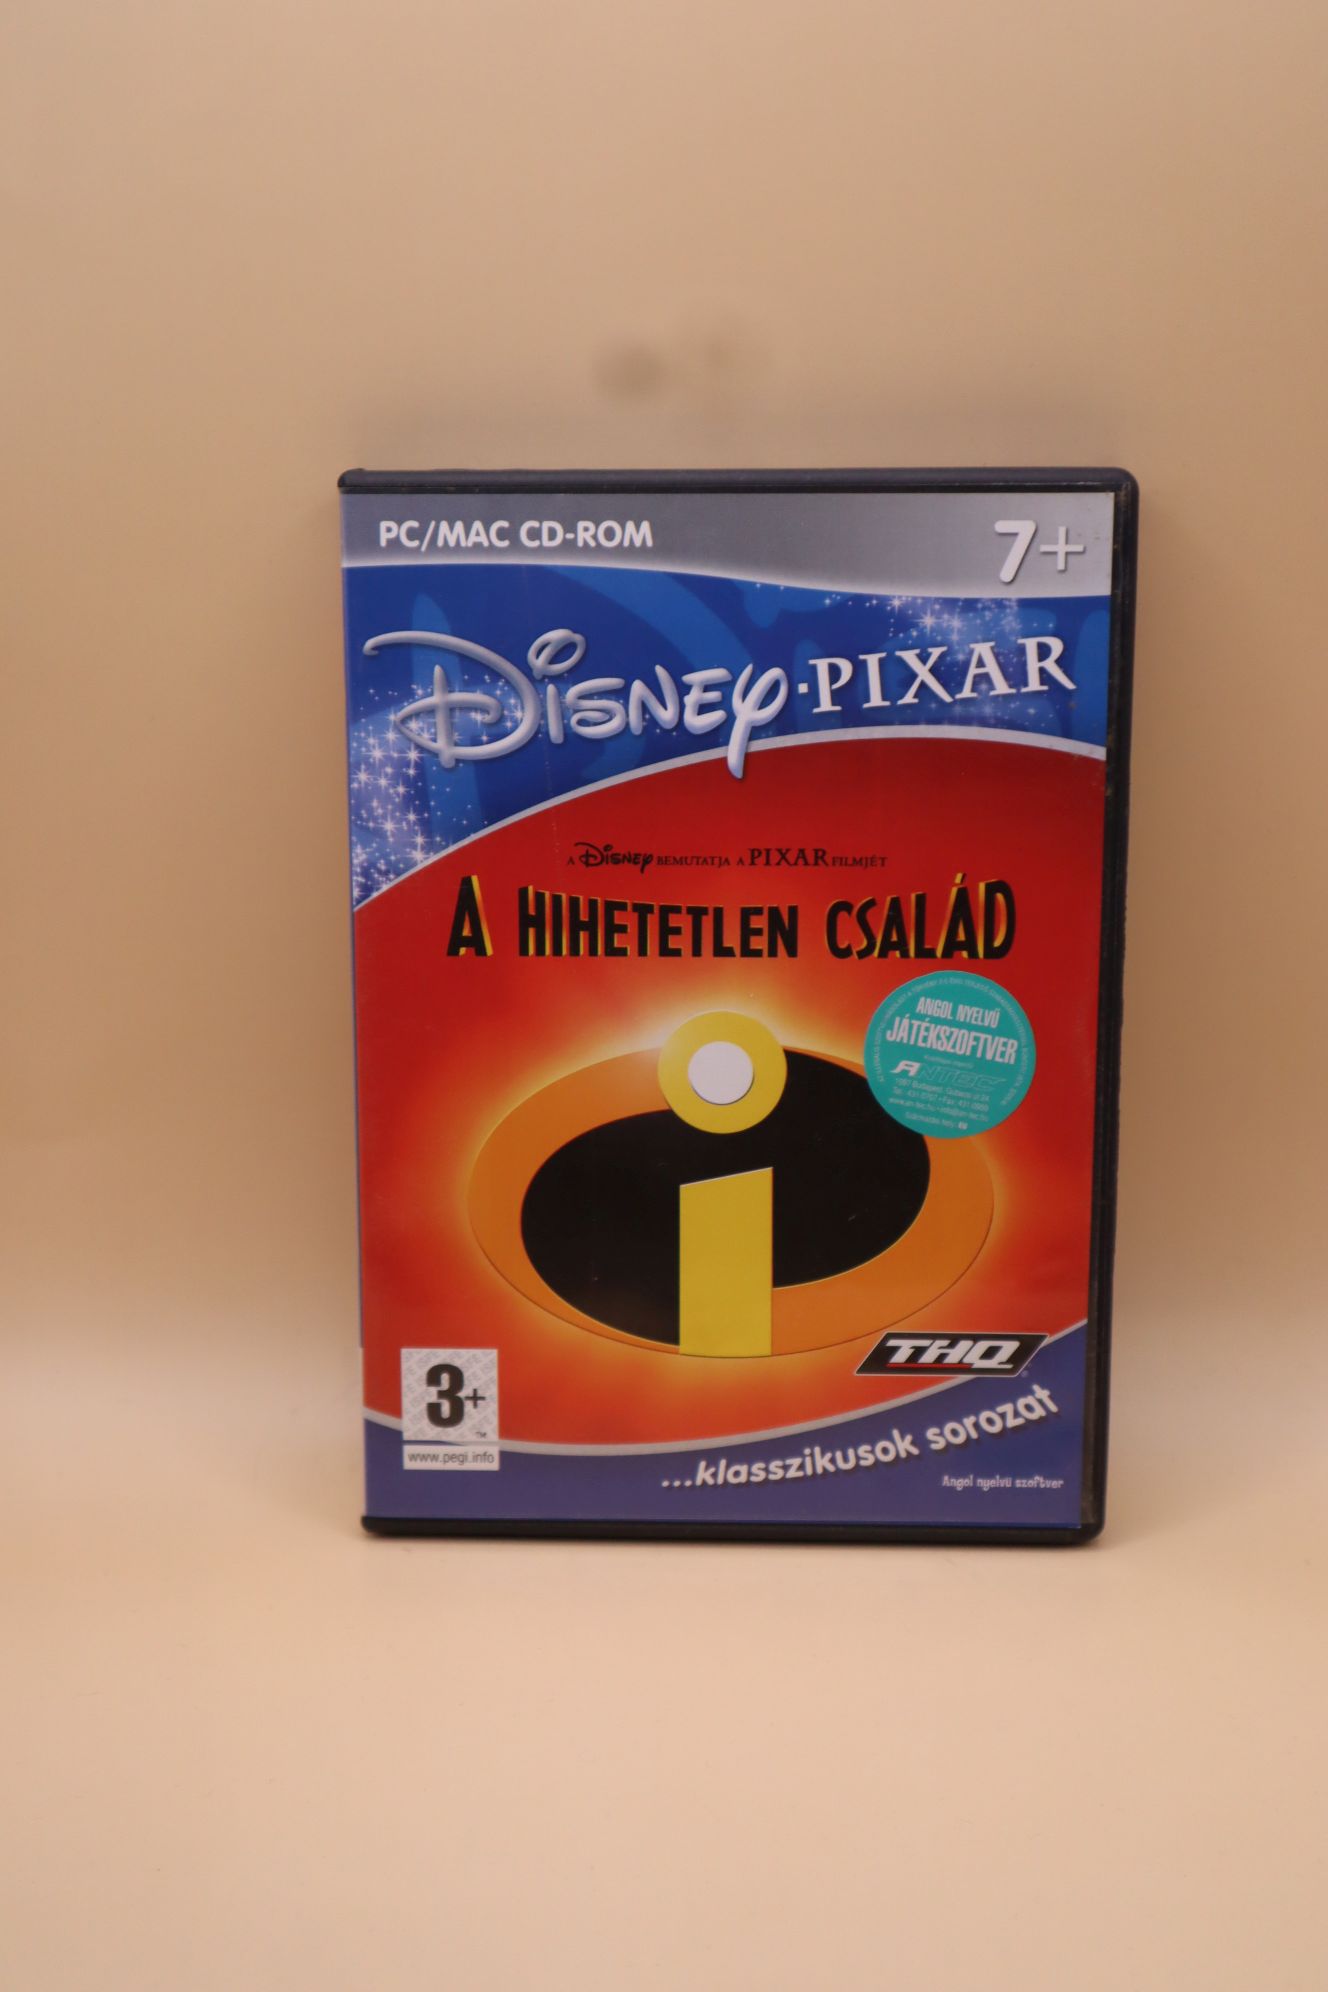 PC/MAC CD-ROM
7+
Disney·PIXAR
A Disney BEMUTATJA A PIXAR FILMJÉT
A HIHETETLEN CSALÁD
ANGOL NYELVŰ
JÁTÉKSZOFTVER
ANTEC
THQ
3+
www.pegi.info
...klasszikusok sorozat
Angol nyelvű szoftver